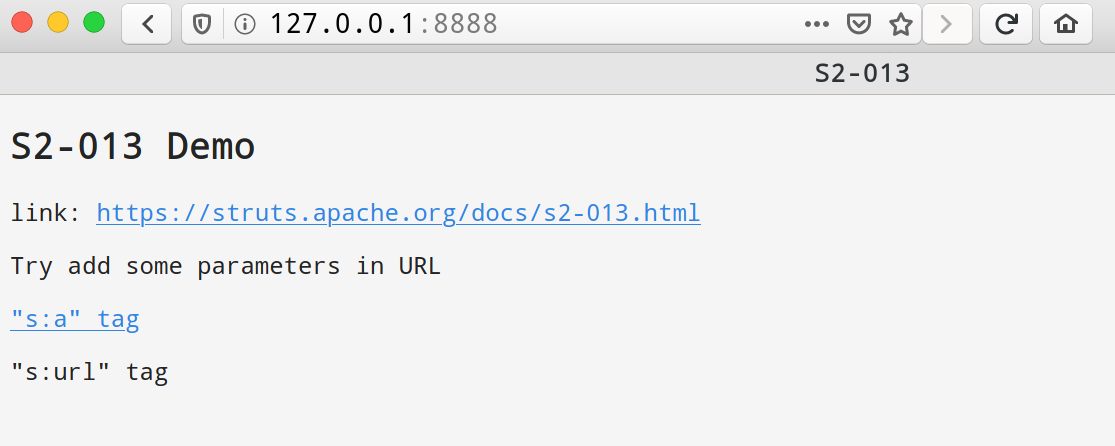 127.0.0.1:8888
S2-013
S2-013 Demo
link: https://struts.apache.org/docs/s2-013.html
Try add some parameters in URL
"s:a" tag
"s:url" tag